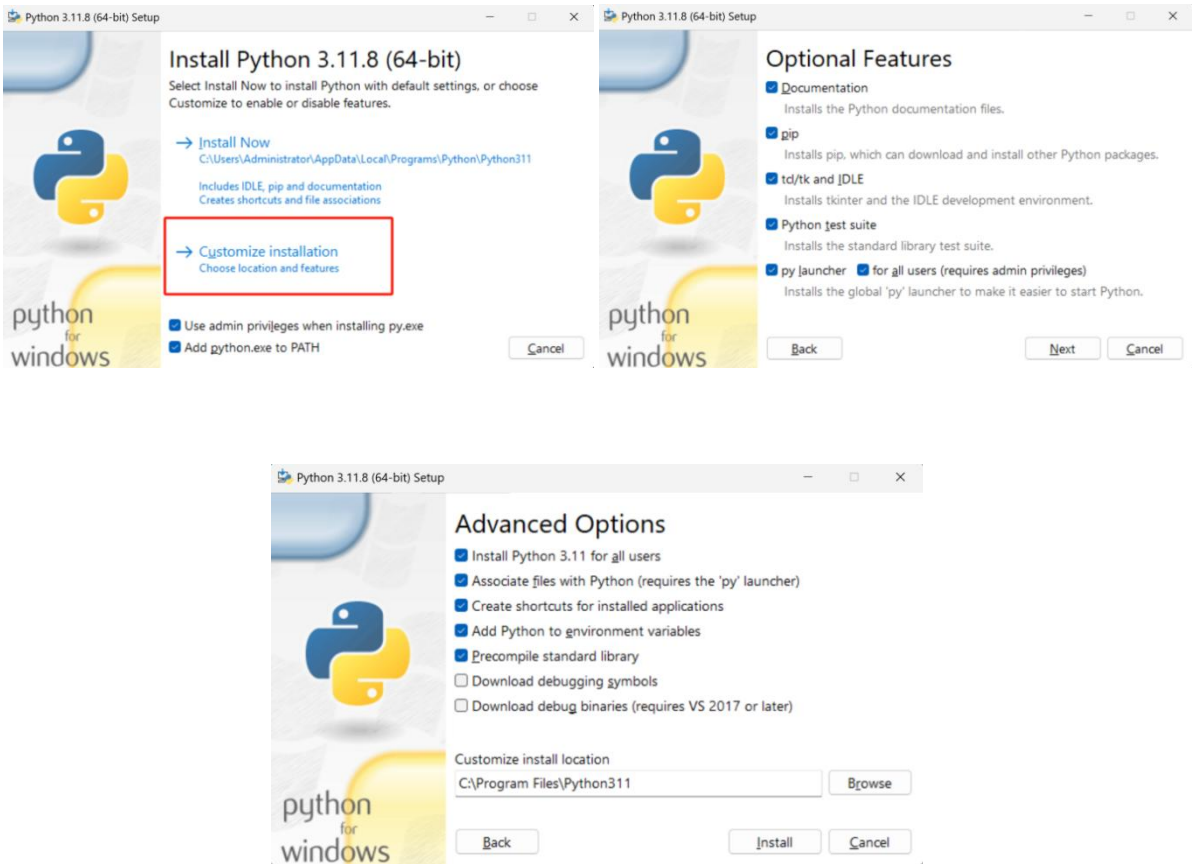 Python 3.11.8 (64-bit) Setup
Install Python 3.11.8 (64-bit)
Select Install Now to install Python with default settings, or choose
Customize to enable or disable features.
Install Now
C:\Users\Administrator\AppData\Local\Programs\Python\Python311
Includes IDLE, pip and documentation
Creates shortcuts and file associations
Customize installation
Choose location and features
Use admin privileges when installing py.exe
Add python.exe to PATH
Cancel
python
for
windows
Python 3.11.8 (64-bit) Setup
Optional Features
Documentation
Installs the Python documentation files.
pip
Installs pip, which can download and install other Python packages.
tcl/tk and IDLE
Installs tkinter and the IDLE development environment.
Python test suite
Installs the standard library test suite.
py launcher for all users (requires admin privileges)
Installs the global 'py' launcher to make it easier to start Python.
Back Next Cancel
python
for
windows
Python 3.11.8 (64-bit) Setup
Advanced Options
Install Python 3.11 for all users
Associate files with Python (requires the 'py' launcher)
Create shortcuts for installed applications
Add Python to environment variables
Precompile standard library
Download debugging symbols
Download debug binaries (requires VS 2017 or later)
Customize install location
C:\Program Files\Python311 Browse
Back Install Cancel
python
for
windows